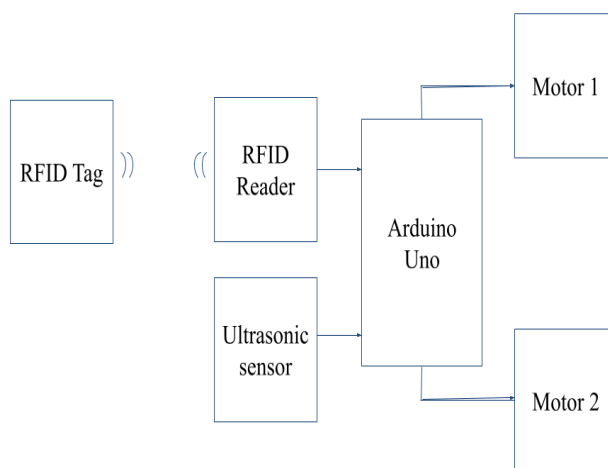 RFID Tag
RFID
Reader
Ultrasonic
sensor
Arduino
Uno
Motor 1
Motor 2